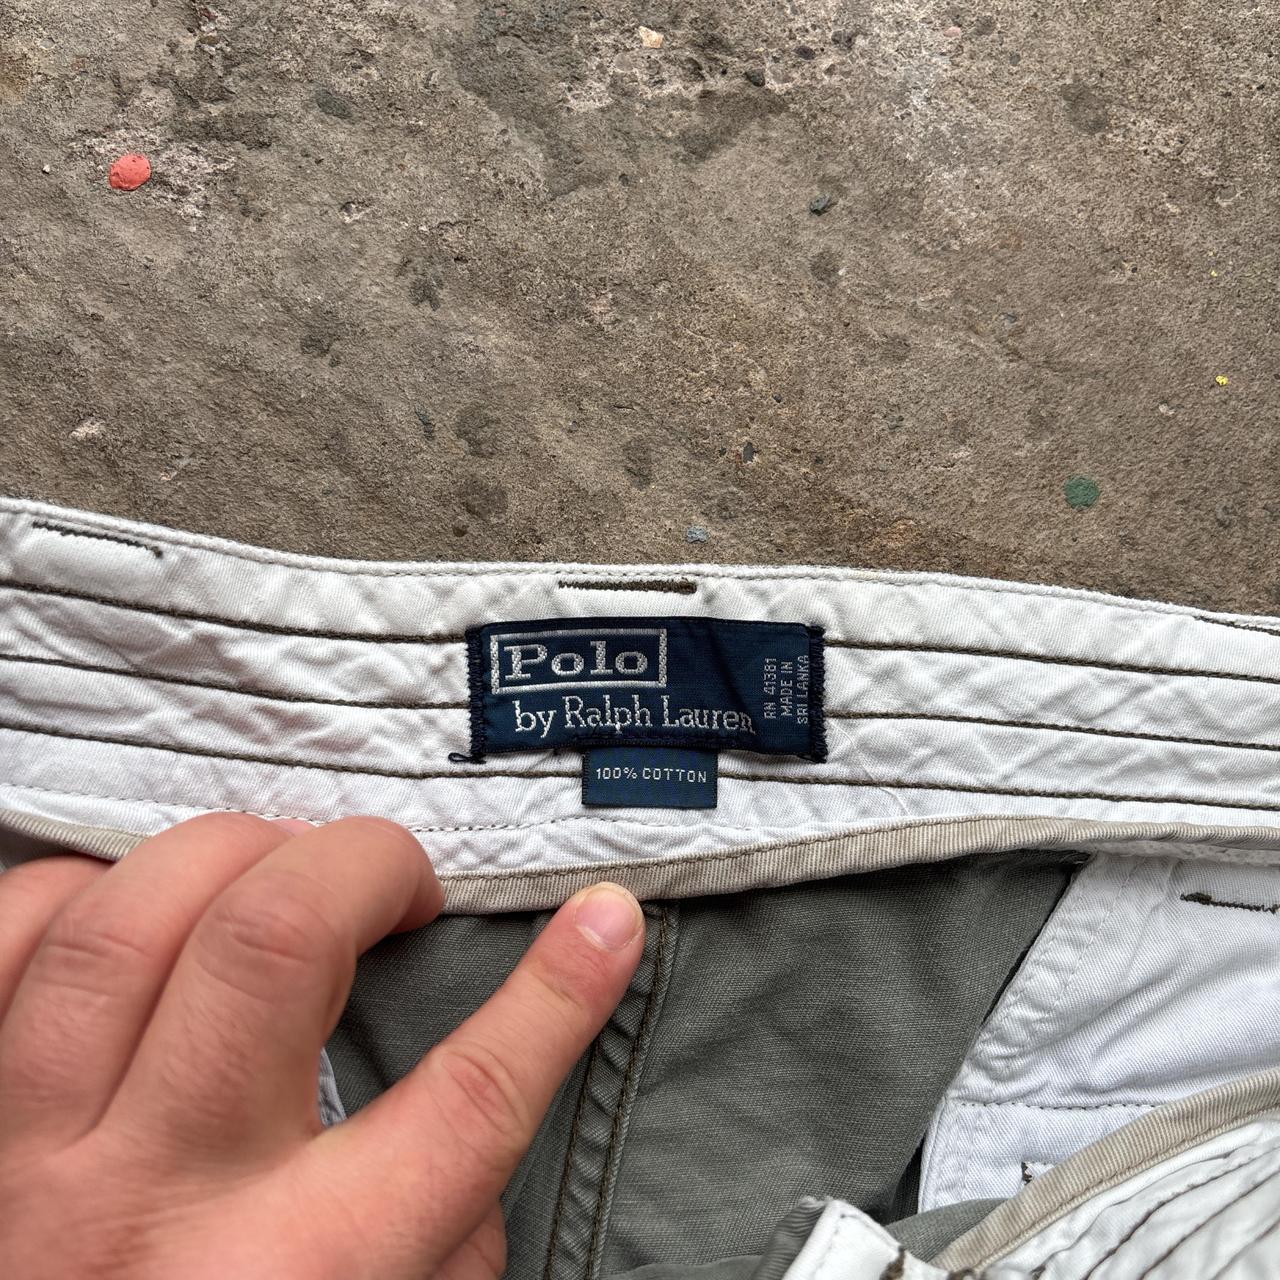 Polo
by Ralph Lauren
RN 41381
MADE IN
SRI LANKA
100% COTTON